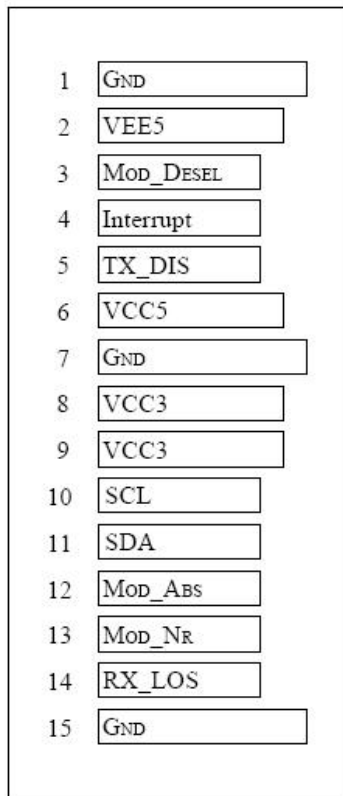 1 GND
2 VEE5
3 MOD_DESEL
4 Interrupt
5 TX_DIS
6 VCC5
7 GND
8 VCC3
9 VCC3
10 SCL
11 SDA
12 MOD_ABS
13 MOD_NR
14 RX_LOS
15 GND